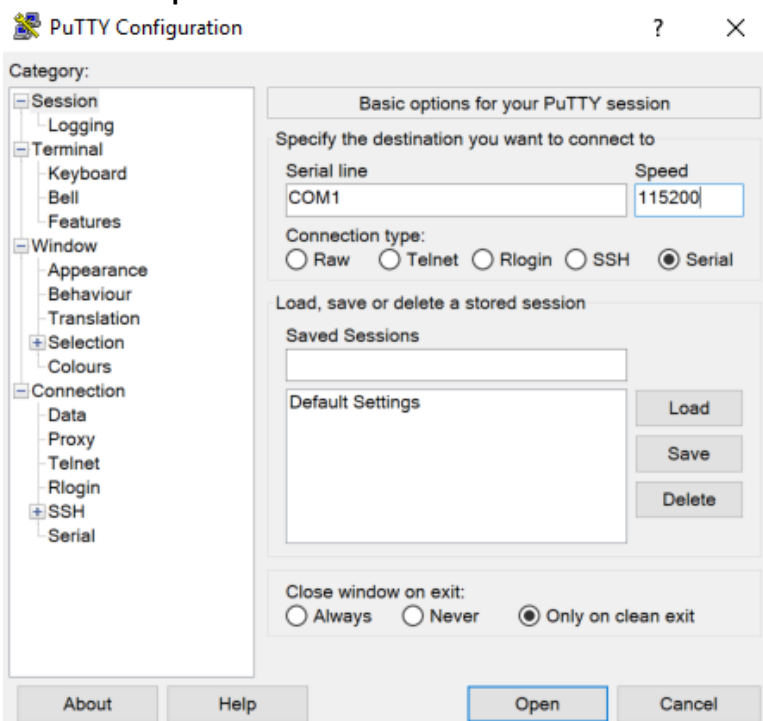 PuTTY Configuration ? ×
Category:
Session
Logging
Terminal
Keyboard
Bell
Features
Window
Appearance
Behaviour
Translation
Selection
Colours
Connection
Data
Proxy
Telnet
Rlogin
SSH
Serial
Basic options for your PuTTY session
Specify the destination you want to connect to
Serial line Speed
COM1 115200
Connection type:
Raw Telnet Rlogin SSH Serial
Load, save or delete a stored session
Saved Sessions
Default Settings
Load
Save
Delete
Close window on exit:
Always Never Only on clean exit
About Help Open Cancel